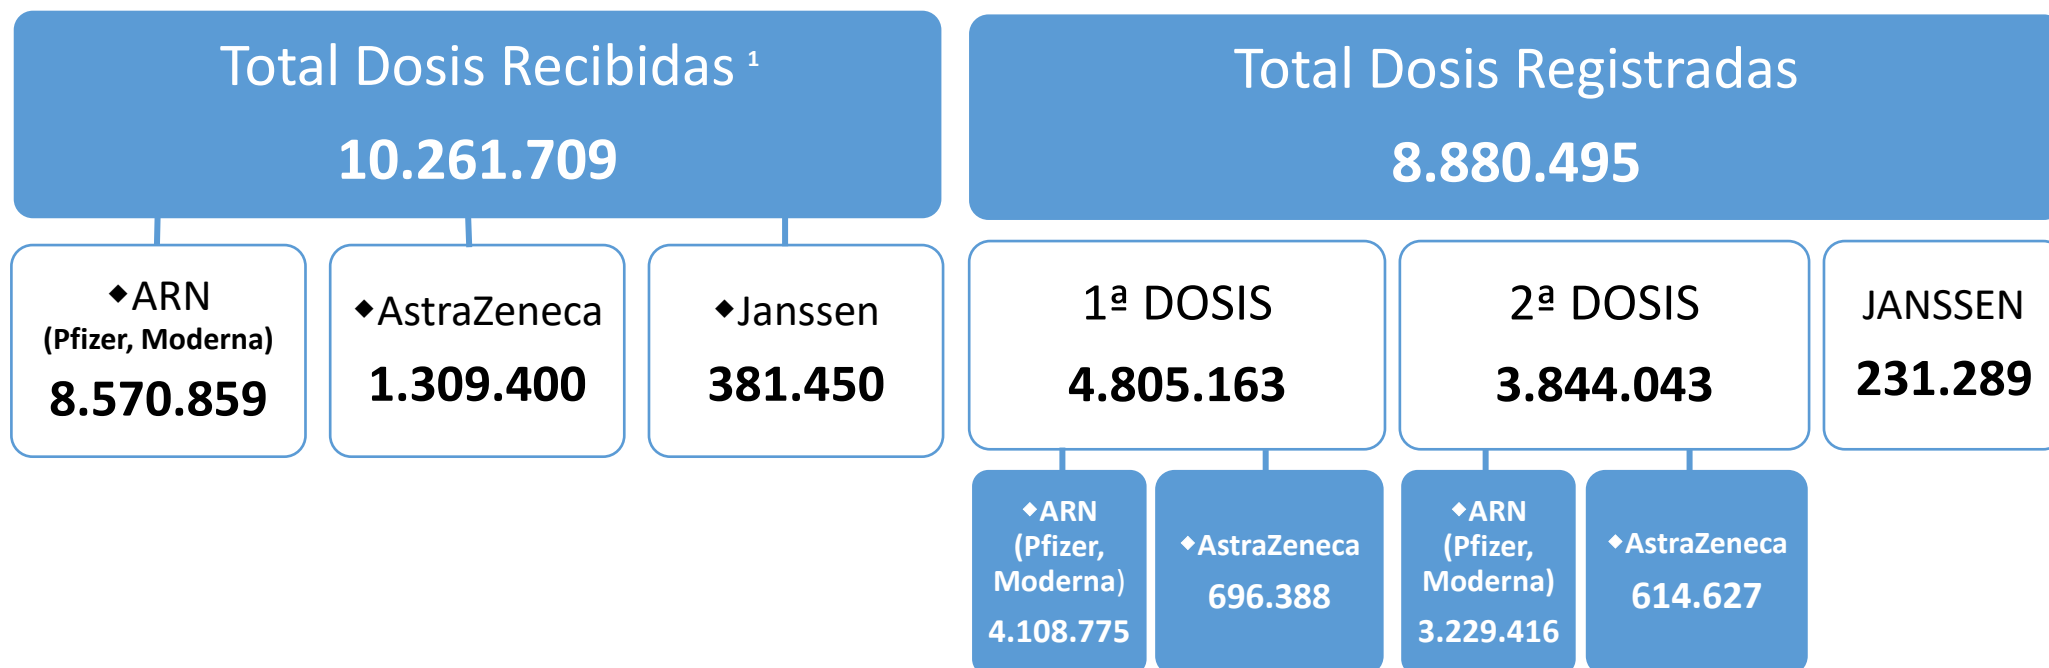 Total Dosis Recibidas ¹
10.261.709
◆ARN
(Pfizer, Moderna)
8.570.859
◆AstraZeneca
1.309.400
◆Janssen
381.450
Total Dosis Registradas
8.880.495
1ª DOSIS
4.805.163
◆ARN
(Pfizer,
Moderna)
4.108.775
◆AstraZeneca
696.388
2ª DOSIS
3.844.043
◆ARN
(Pfizer,
Moderna)
3.229.416
◆AstraZeneca
614.627
JANSSEN
231.289